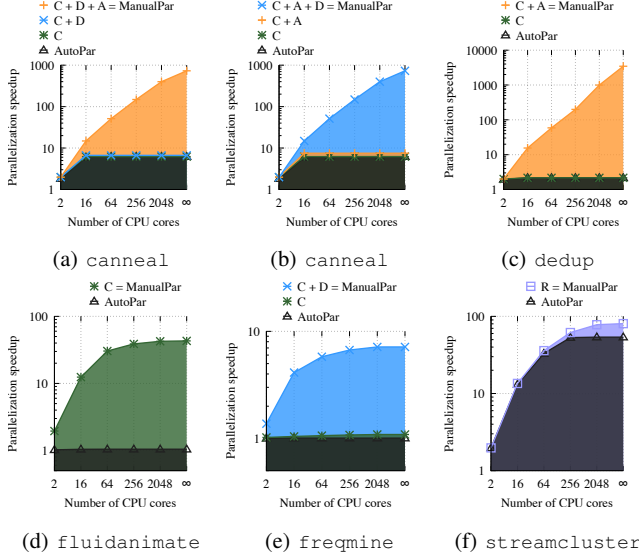 C + D + A = ManualPar
C + D
C
AutoPar
1000
100
10
1
Parallelization speedup
2 16 64 256 2048 ∞
Number of CPU cores
(a) canneal
C + A + D = ManualPar
C + A
C
AutoPar
1000
100
10
1
Parallelization speedup
2 16 64 256 2048 ∞
Number of CPU cores
(b) canneal
C + D + A = ManualPar
C
AutoPar
10000
1000
100
10
1
Parallelization speedup
2 16 64 256 2048 ∞
Number of CPU cores
(c) dedup
C = ManualPar
AutoPar
100
10
1
Parallelization speedup
2 16 64 256 2048 ∞
Number of CPU cores
(d) fluidanimate
C + D = ManualPar
C
AutoPar
10
1
Parallelization speedup
2 16 64 256 2048 ∞
Number of CPU cores
(e) freqmine
R = ManualPar
AutoPar
100
10
1
Parallelization speedup
2 16 64 256 2048 ∞
Number of CPU cores
(f) streamcluster